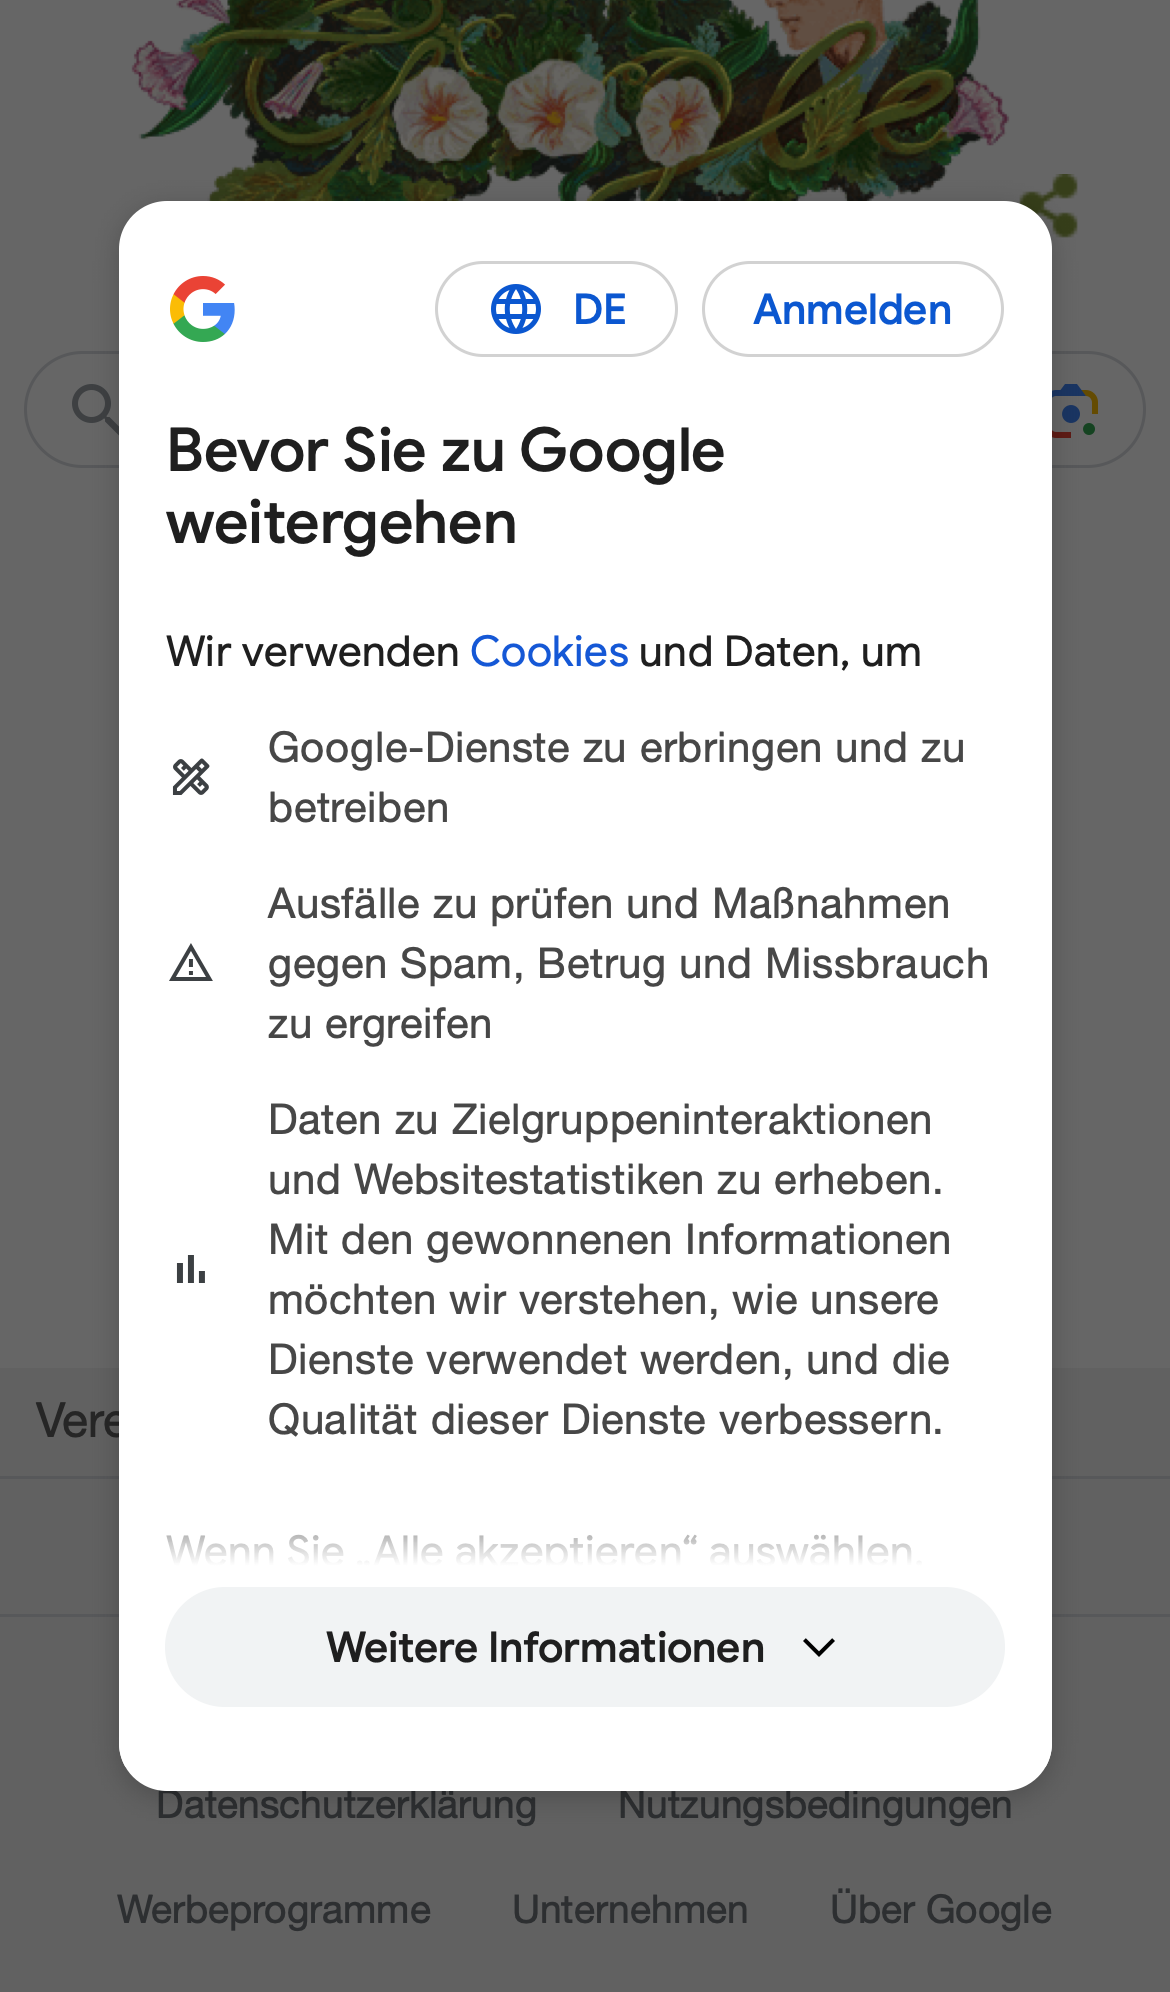 DE
Anmelden
Bevor Sie zu Google
weitergehen
Wir verwenden Cookies und Daten, um
Google-Dienste zu erbringen und zu
betreiben
Ausfälle zu prüfen und Maßnahmen
gegen Spam, Betrug und Missbrauch
zu ergreifen
Daten zu Zielgruppeninteraktionen
und Websitestatistiken zu erheben.
Mit den gewonnenen Informationen
möchten wir verstehen, wie unsere
Dienste verwendet werden, und die
Qualität dieser Dienste verbessern.
Vere
Wenn Sie „Alle akzeptieren“ auswählen,
Weitere Informationen
Datenschutzerklärung Nutzungsbedingungen
Werbeprogramme Unternehmen Über Google